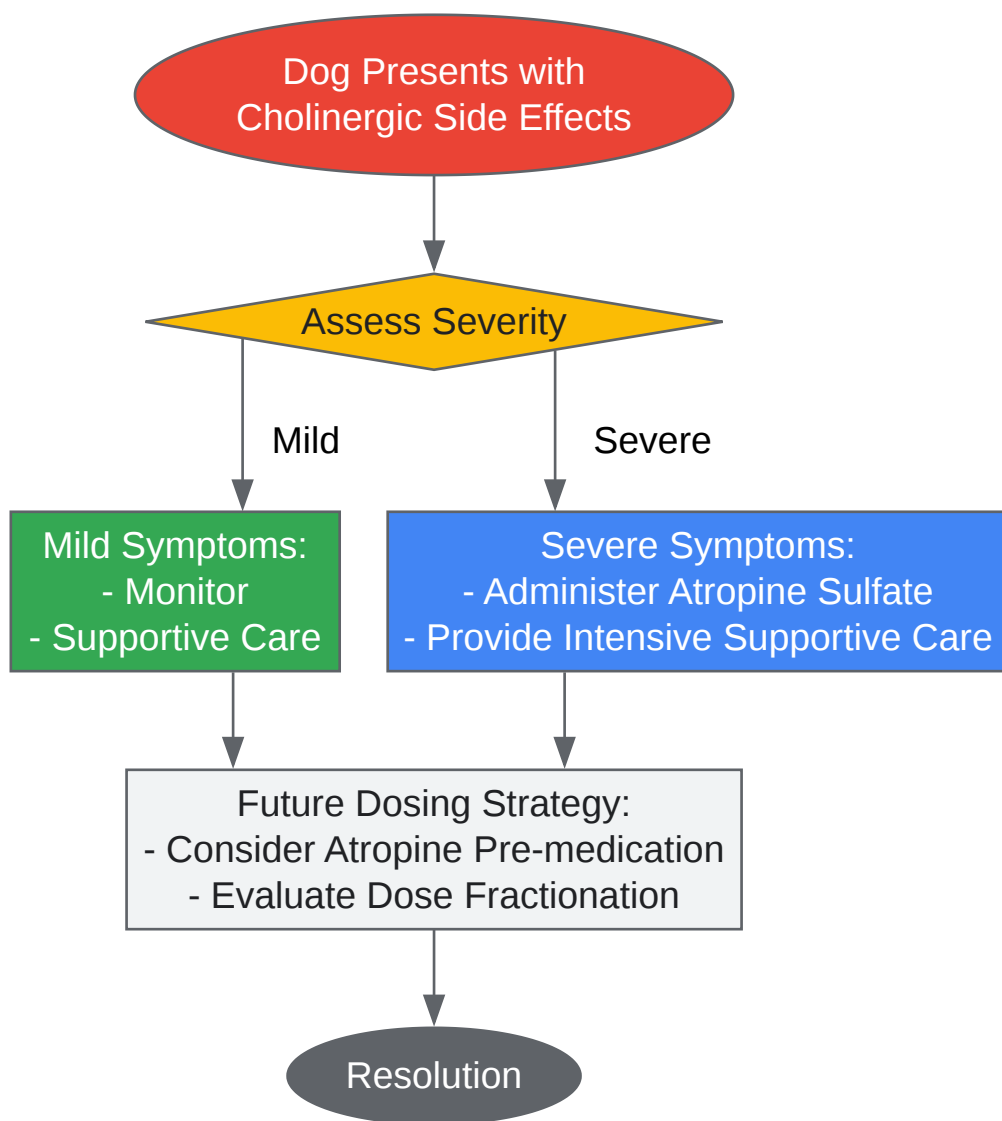 Dog Presents with
Cholinergic Side Effects
Assess Severity
Mild
Severe
Mild Symptoms:
- Monitor
- Supportive Care
Severe Symptoms:
- Administer Atropine Sulfate
- Provide Intensive Supportive Care
Future Dosing Strategy:
- Consider Atropine Pre-medication
- Evaluate Dose Fractionation
Resolution